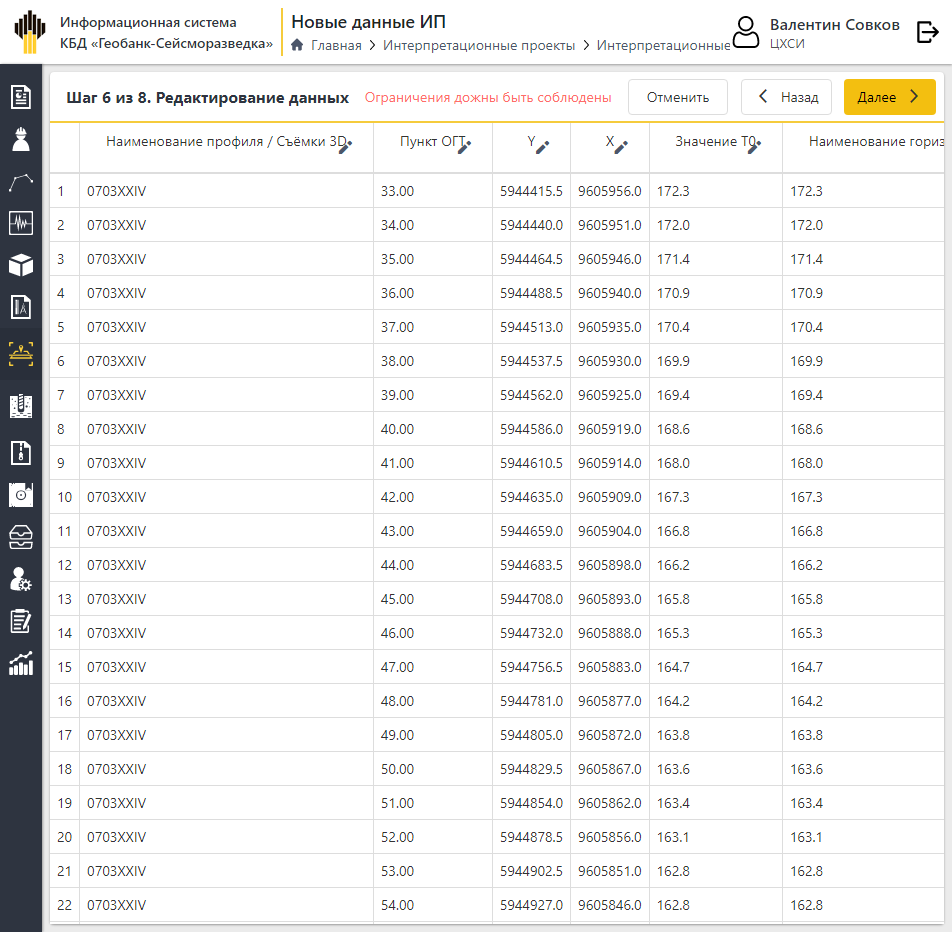 Информационная система
КБД «Геобанк-Сейсморазведка»
Новые данные ИП
Главная > Интерпретационные проекты > Интерпретационные
Валентин Совков
ЦХСИ
Шаг 6 из 8. Редактирование данных Ограничения дожны быть соблюдены Отменить Назад Далее
Наименование профиля / Съёмки 3D Пункт ОГТ Y X Значение T0 Наименование гориз
1 0703XXIV 33.00 5944415.5 9605956.0 172.3 172.3
2 0703XXIV 34.00 5944440.0 9605951.0 172.0 172.0
3 0703XXIV 35.00 5944464.5 9605946.0 171.4 171.4
4 0703XXIV 36.00 5944488.5 9605940.0 170.9 170.9
5 0703XXIV 37.00 5944513.0 9605935.0 170.4 170.4
6 0703XXIV 38.00 5944537.5 9605930.0 169.9 169.9
7 0703XXIV 39.00 5944562.0 9605925.0 169.4 169.4
8 0703XXIV 40.00 5944586.0 9605919.0 168.6 168.6
9 0703XXIV 41.00 5944610.5 9605914.0 168.0 168.0
10 0703XXIV 42.00 5944635.0 9605909.0 167.3 167.3
11 0703XXIV 43.00 5944659.0 9605904.0 166.8 166.8
12 0703XXIV 44.00 5944683.5 9605898.0 166.2 166.2
13 0703XXIV 45.00 5944708.0 9605893.0 165.8 165.8
14 0703XXIV 46.00 5944732.0 9605888.0 165.3 165.3
15 0703XXIV 47.00 5944756.5 9605883.0 164.7 164.7
16 0703XXIV 48.00 5944781.0 9605877.0 164.2 164.2
17 0703XXIV 49.00 5944805.0 9605872.0 163.8 163.8
18 0703XXIV 50.00 5944829.5 9605867.0 163.6 163.6
19 0703XXIV 51.00 5944854.0 9605862.0 163.4 163.4
20 0703XXIV 52.00 5944878.5 9605856.0 163.1 163.1
21 0703XXIV 53.00 5944902.5 9605851.0 162.8 162.8
22 0703XXIV 54.00 5944927.0 9605846.0 162.8 162.8